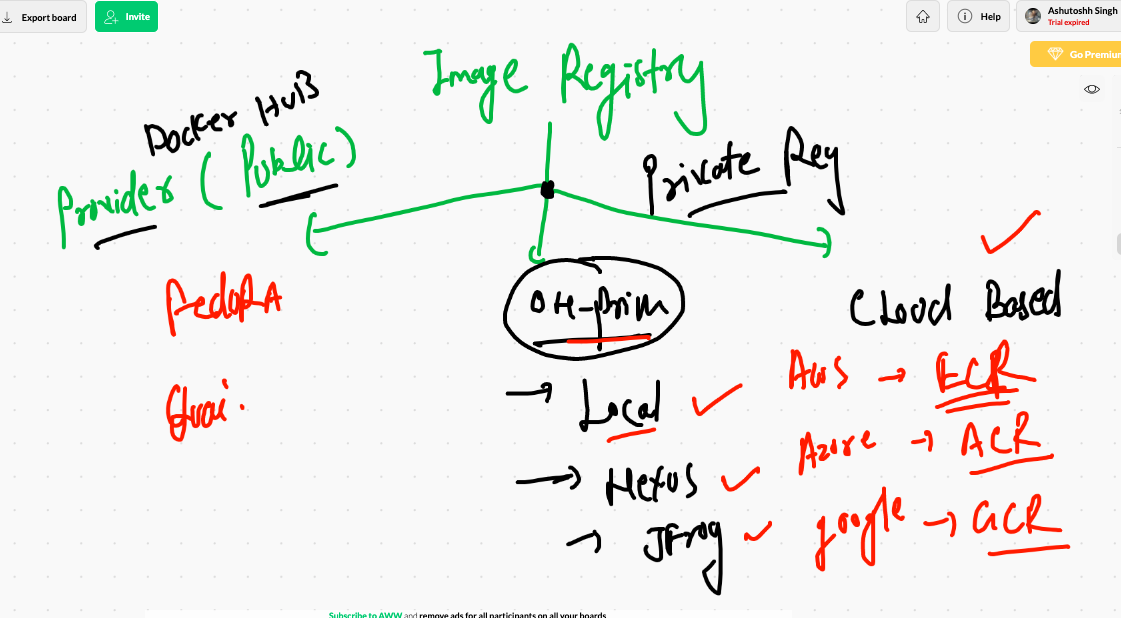 Export board
Invite
Help
Ashutoshh Singh
Trial expired
Go Premium
Image Registry
Docker HuB
Provider (Public)
Private Reg
FedoRA
Quai.
ON-prim
→ Local ✓
→ Nexus ✓
→ JFrog ✓
✓
Cloud Based
AWS → ECR
Azure → ACR
google → GCR
Subscribe to AWW and remove ads for all participants on all your boards